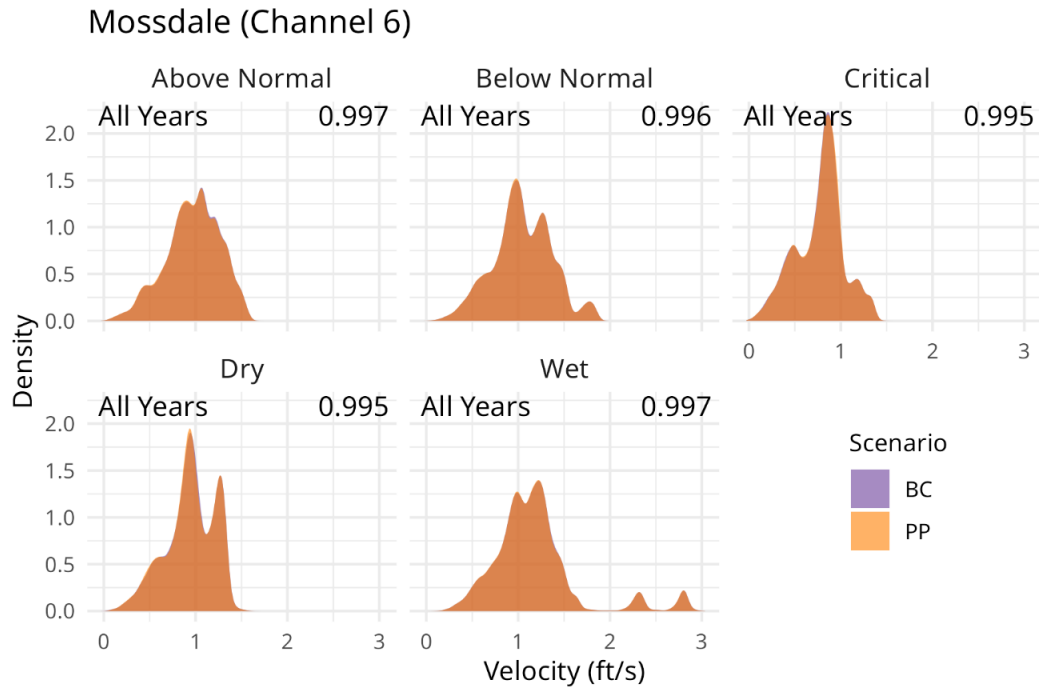 Mossdale (Channel 6)
Above Normal
Below Normal
Critical
All Years 0.997
All Years 0.996
All Years 0.995
2.0
1.5
1.0
0.5
0.0
0 1 2 3
Density
Dry
Wet
All Years 0.995
All Years 0.997
2.0
1.5
1.0
0.5
0.0
0 1 2 3
0 1 2 3
Velocity (ft/s)
Scenario
BC
PP